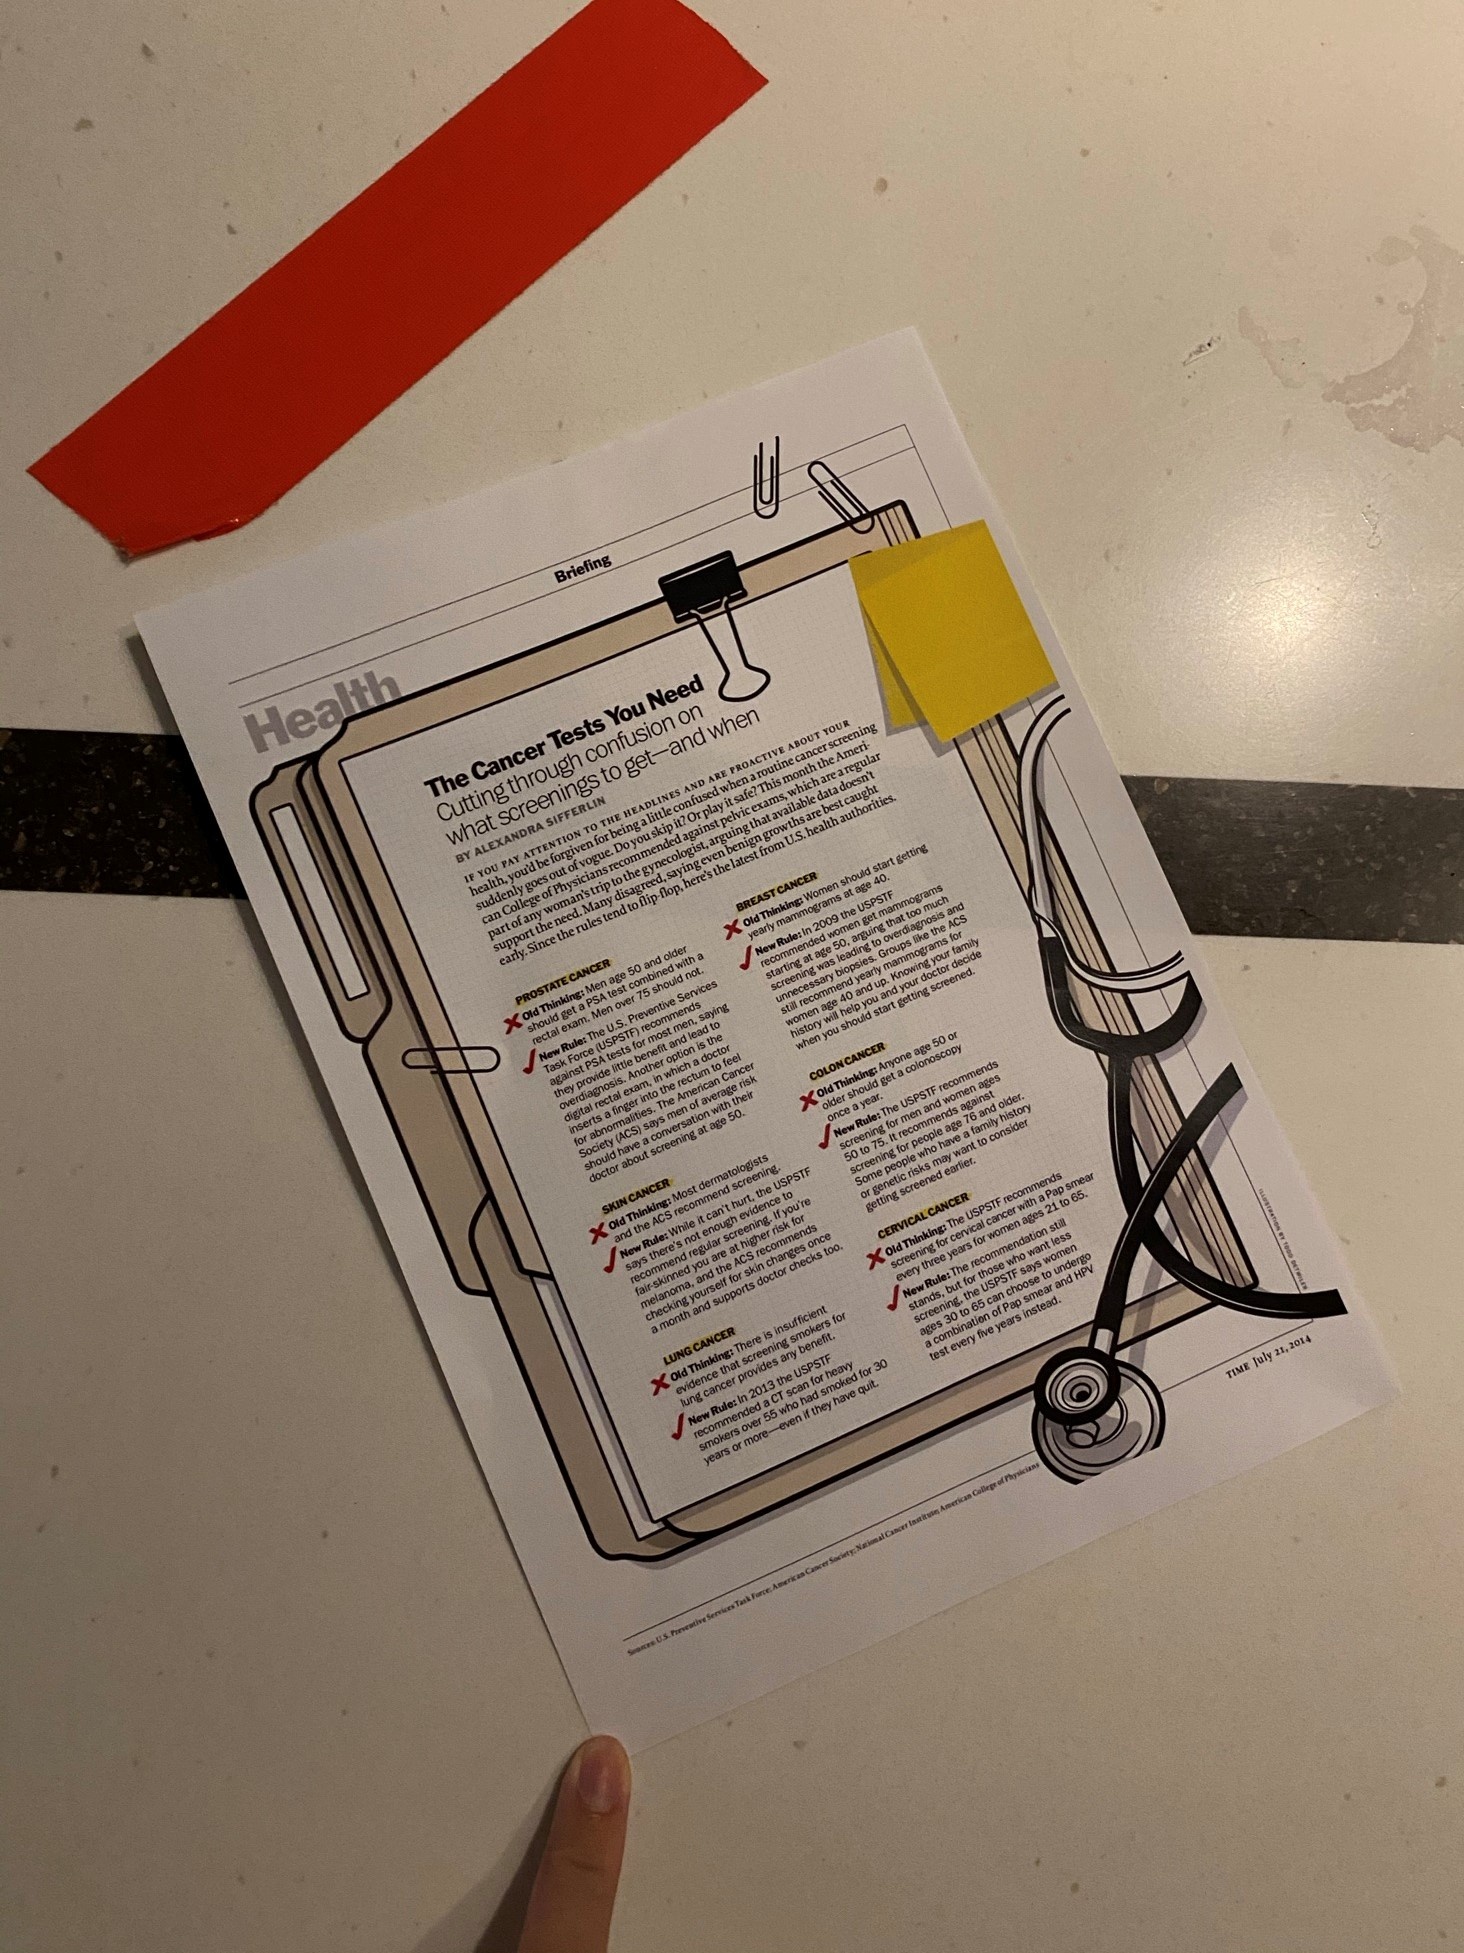 Briefing
Health
The Cancer Tests You Need
Cutting through confusion on
what screenings to get—and when
BY ALEXANDRA SIFFERLIN
IF YOU PAY ATTENTION TO THE HEADLINES AND ARE PROACTIVE ABOUT YOUR
health, you'd be forgiven for being a little confused when a routine cancer screening
suddenly goes out of vogue. Do you skip it? Or play it safe? This month the Ameri-
can College of Physicians recommended against pelvic exams, which are a regular
part of any woman's trip to the gynecologist, arguing that available data doesn't
support the need. Many disagreed, saying even benign growths are best caught
early. Since the rules tend to flip-flop, here's the latest from U.S. health authorities.
PROSTATE CANCER
Old Thinking: Men age 50 and older
should get a PSA test combined with a
rectal exam. Men over 75 should not.
New Rule: The U.S. Preventive Services
Task Force (USPSTF) recommends
against PSA tests for most men, saying
they provide little benefit and lead to
overdiagnosis. Another option is the
digital rectal exam, in which a doctor
inserts a finger into the rectum to feel
for abnormalities. The American Cancer
Society (ACS) says men of average risk
should have a conversation with their
doctor about screening at age 50.
SKIN CANCER
Old Thinking: Most dermatologists
and the ACS recommend screening.
New Rule: While it can't hurt, the USPSTF
says there's not enough evidence to
recommend regular screening. If you're
fair-skinned you are at higher risk for
melanoma, and the ACS recommends
checking yourself for skin changes once
a month and supports doctor checks too.
LUNG CANCER
Old Thinking: There is insufficient
evidence that screening smokers for
lung cancer provides any benefit.
New Rule: In 2013 the USPSTF
recommended a CT scan for heavy
smokers over 55 who had smoked for 30
years or more—even if they have quit.
BREAST CANCER
Old Thinking: Women should start getting
yearly mammograms at age 40.
New Rule: In 2009 the USPSTF
recommended women get mammograms
starting at age 50, arguing that too much
screening was leading to overdiagnosis and
unnecessary biopsies. Groups like the ACS
still recommend yearly mammograms for
women age 40 and up. Knowing your family
history will help you and your doctor decide
when you should start getting screened.
COLON CANCER
Old Thinking: Anyone age 50 or
older should get a colonoscopy
once a year.
New Rule: The USPSTF recommends
screening for men and women ages
50 to 75. It recommends against
screening for people age 76 and older.
Some people who have a family history
or genetic risks may want to consider
getting screened earlier.
CERVICAL CANCER
Old Thinking: The USPSTF recommends
screening for cervical cancer with a Pap smear
every three years for women ages 21 to 65.
New Rule: The recommendation still
stands, but for those who want less
screening, the USPSTF says women
ages 30 to 65 can choose to undergo
a combination of Pap smear and HPV
test every five years instead.
ILLUSTRATION BY TODD DETWILER
TIME July 21, 2014
Sources: U.S. Preventive Services Task Force; American Cancer Society; National Cancer Institute; American College of Physicians